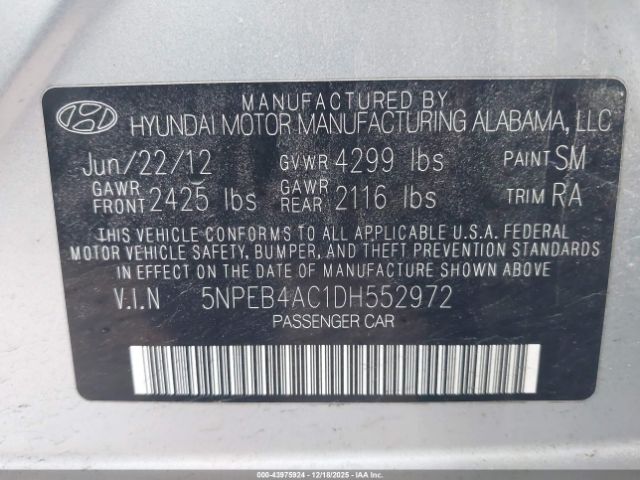 MANUFACTURED BY
HYUNDAI MOTOR MANUFACTURING ALABAMA, LLC
Jun/22/12 GVWR 4299 lbs PAINT SM
GAWR FRONT 2425 lbs GAWR REAR 2116 lbs TRIM RA
THIS VEHICLE CONFORMS TO ALL APPLICABLE U.S.A. FEDERAL
MOTOR VEHICLE SAFETY, BUMPER, AND THEFT PREVENTION STANDARDS
IN EFFECT ON THE DATE OF MANUFACTURE SHOWN ABOVE.
V.I.N 5NPEB4AC1DH552972
PASSENGER CAR
000-43975924 | 12/18/2025 | IAA Inc.